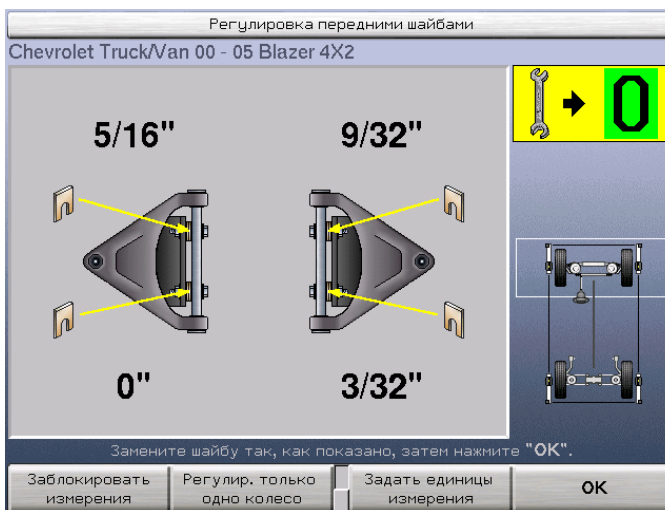 Регулировка передними шайбами
Chevrolet Truck/Van 00 - 05 Blazer 4X2
5/16" 9/32"
0
0" 3/32"
Замените шайбу так, как показано, затем нажмите "OK".
Заблокировать измерения
Регулир. только одно колесо
Задать единицы измерения
OK